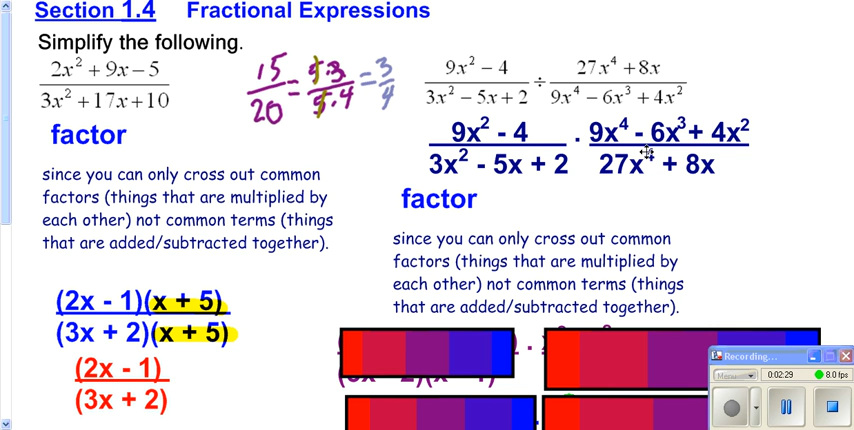 Section 1.4 Fractional Expressions
Simplify the following.
2x² + 9x – 5
3x² + 17x + 10
15/20 = 5·3/5·4 = 3/4
factor
since you can only cross out common
factors (things that are multiplied by
each other) not common terms (things
that are added/subtracted together).
(2x - 1)(x + 5)
(3x + 2)(x + 5)
(2x - 1)
(3x + 2)
9x² – 4 ÷ 27x⁴ + 8x
3x² – 5x + 2 9x⁴ – 6x³ + 4x²
9x² - 4 · 9x⁴ - 6x³ + 4x²
3x² - 5x + 2 27x⁴ + 8x
factor
since you can only cross out common
factors (things that are multiplied by
each other) not common terms (things
that are added/subtracted together).
Recording...
Menu
0:02:29 8.0 fps